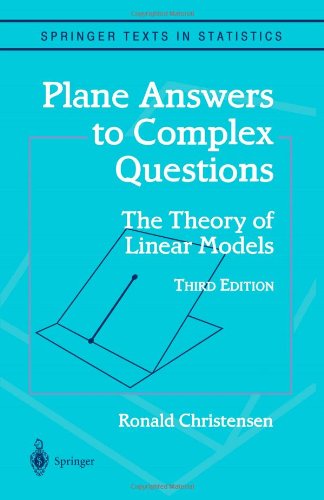 SPRINGER TEXTS IN STATISTICS
Plane Answers
to Complex
Questions
The Theory of
Linear Models
THIRD EDITION
Ronald Christensen
Springer